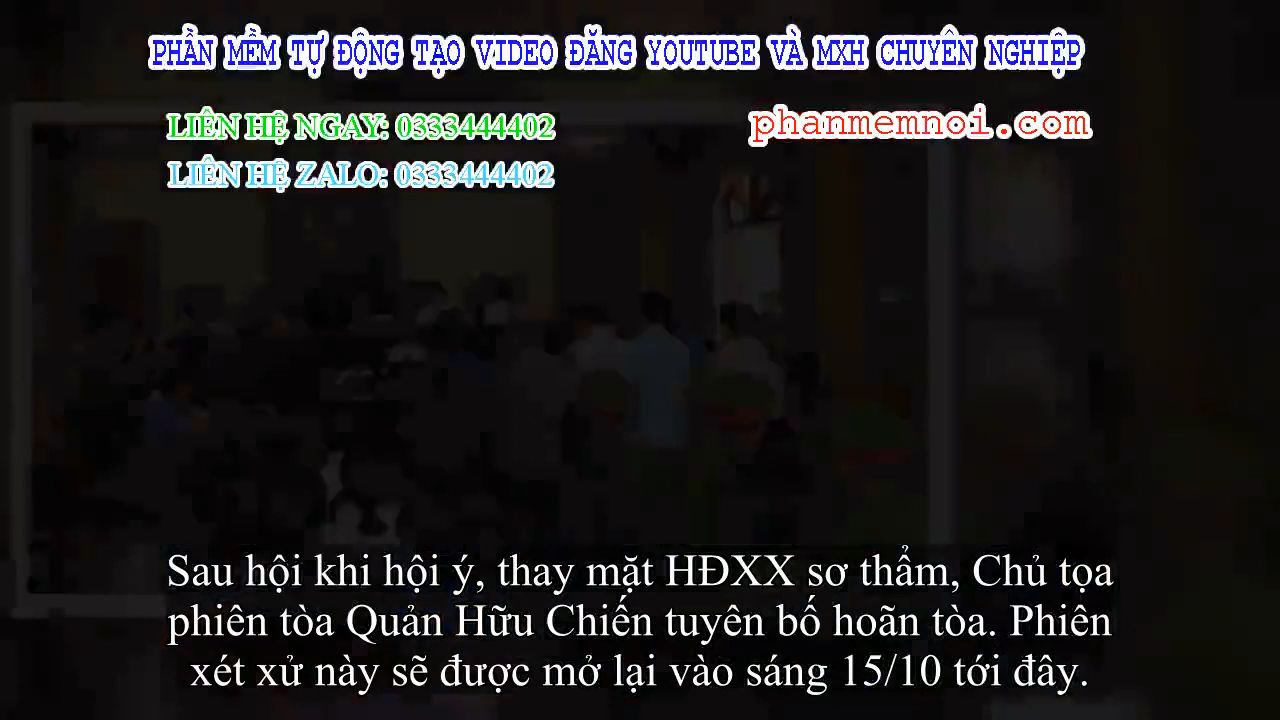 PHẦN MỀM TỰ ĐỘNG TẠO VIDEO ĐĂNG YOUTUBE VÀ MXH CHUYÊN NGHIỆP
LIÊN HỆ NGAY: 0333444402
phanmemnoi.com
LIÊN HỆ ZALO: 0333444402
Sau hội khi hội ý, thay mặt HĐXX sơ thẩm, Chủ tọa
phiên tòa Quản Hữu Chiến tuyên bố hoãn tòa. Phiên
xét xử này sẽ được mở lại vào sáng 15/10 tới đây.